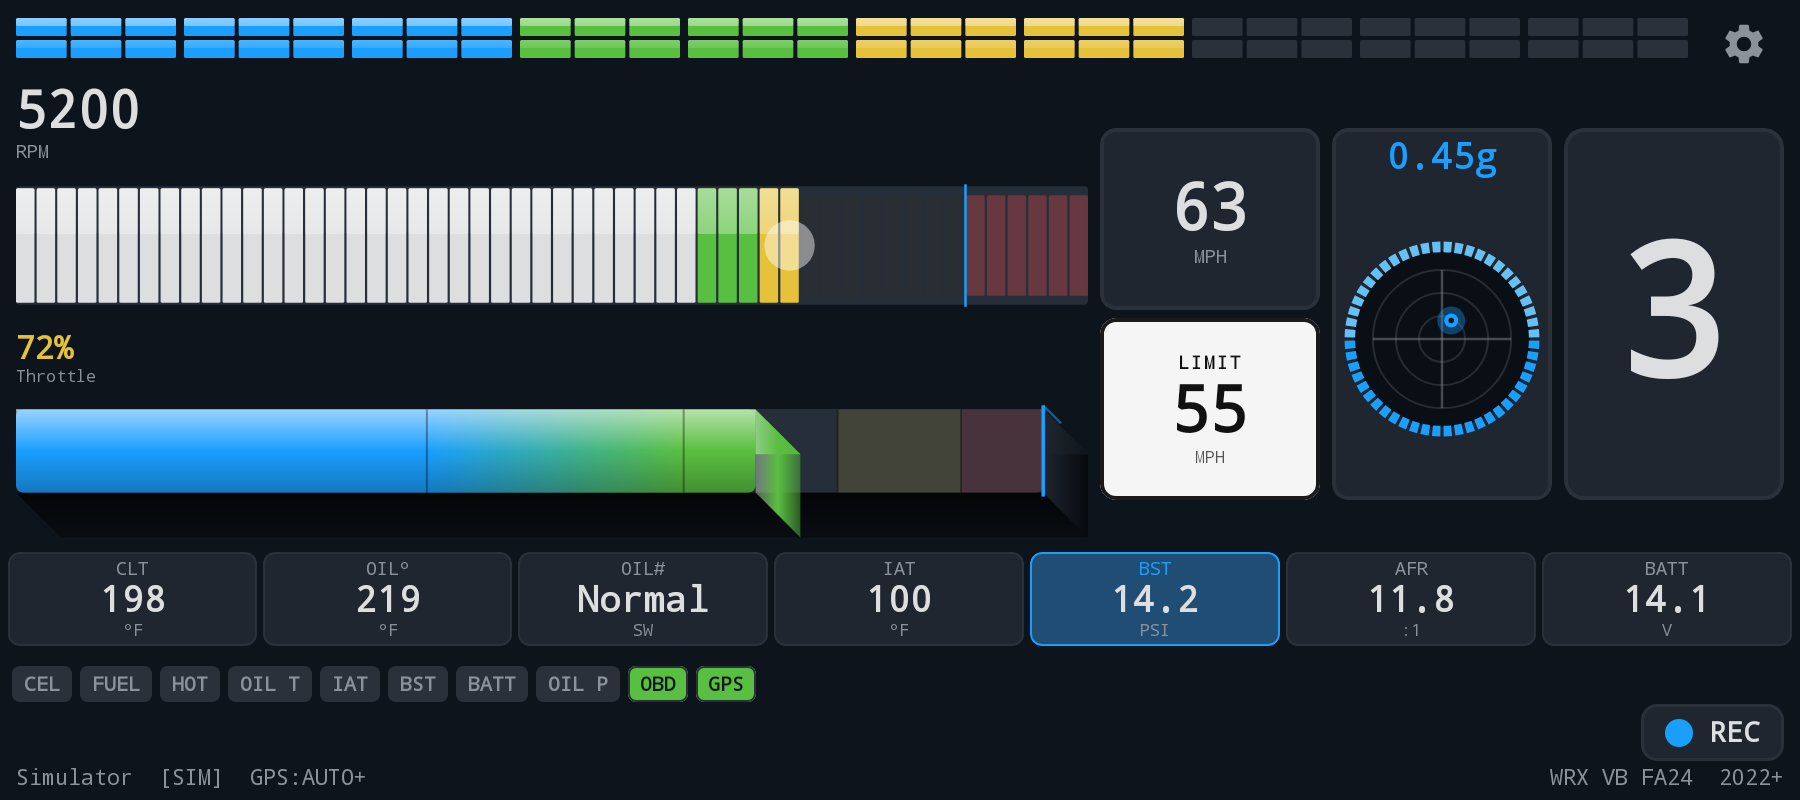 5200
RPM
72%
Throttle
63
MPH
LIMIT
55
MPH
0.45g
3
CLT
198
°F
OIL°
219
°F
OIL#
Normal
SW
IAT
100
°F
BST
14.2
PSI
AFR
11.8
:1
BATT
14.1
V
CEL FUEL HOT OIL T IAT BST BATT OIL P OBD GPS
REC
Simulator [SIM] GPS:AUTO+
WRX VB FA24 2022+